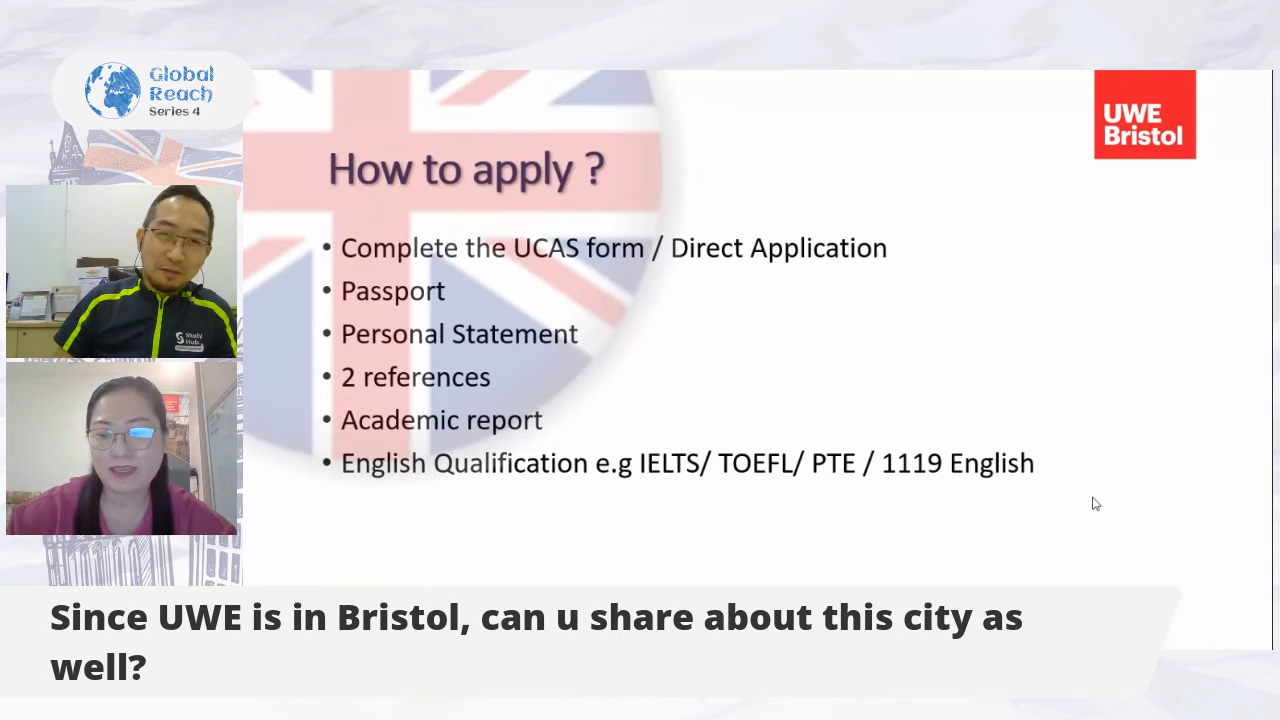 Global
Reach
Series 4
UWE
Bristol
How to apply ?
• Complete the UCAS form / Direct Application
• Passport
• Personal Statement
• 2 references
• Academic report
• English Qualification e.g IELTS/ TOEFL/ PTE / 1119 English
Study
Hub
Since UWE is in Bristol, can u share about this city as
well?